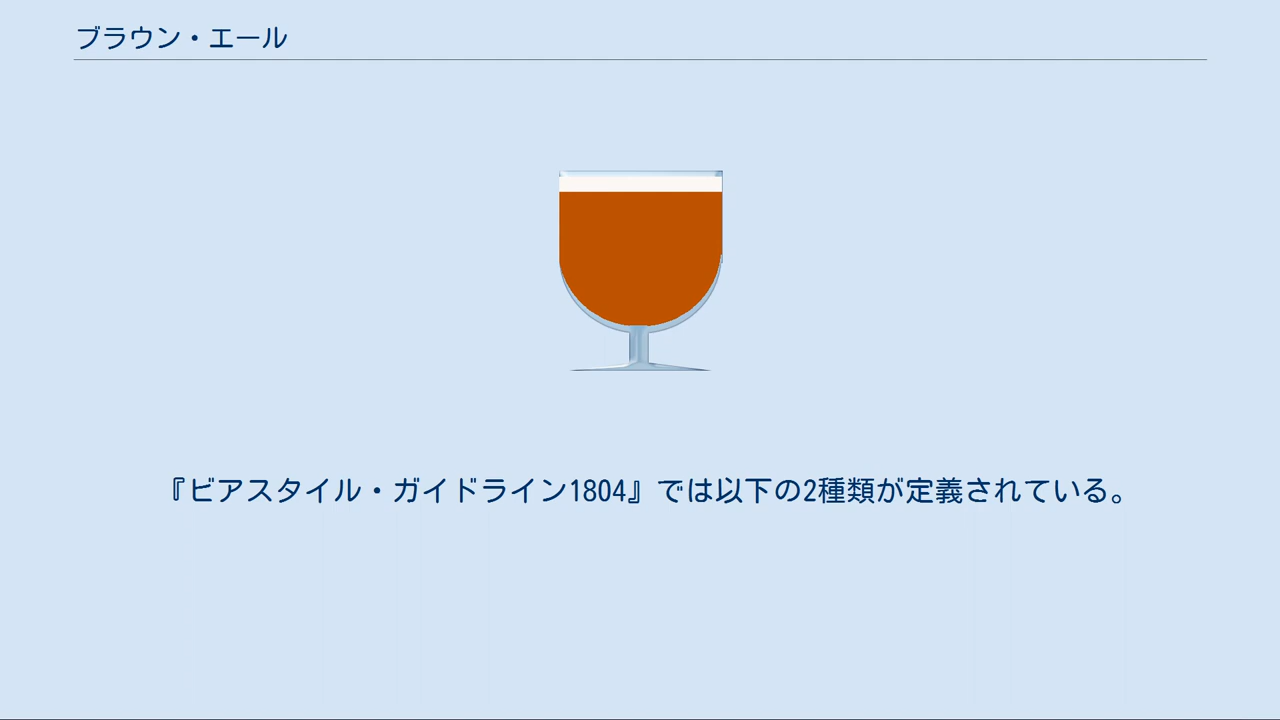 ブラウン・エール
『ビアスタイル・ガイドライン1804』では以下の2種類が定義されている。